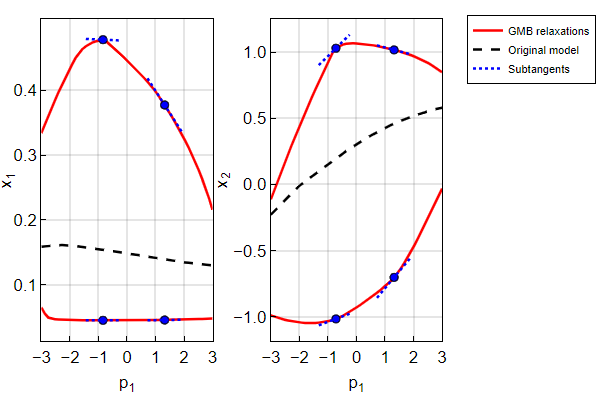 0.4
0.3
0.2
0.1
x1
−3 −2 −1 0 1 2 3
p1
1.0
0.5
0.0
−0.5
−1.0
x2
−3 −2 −1 0 1 2 3
p1
GMB relaxations
Original model
Subtangents